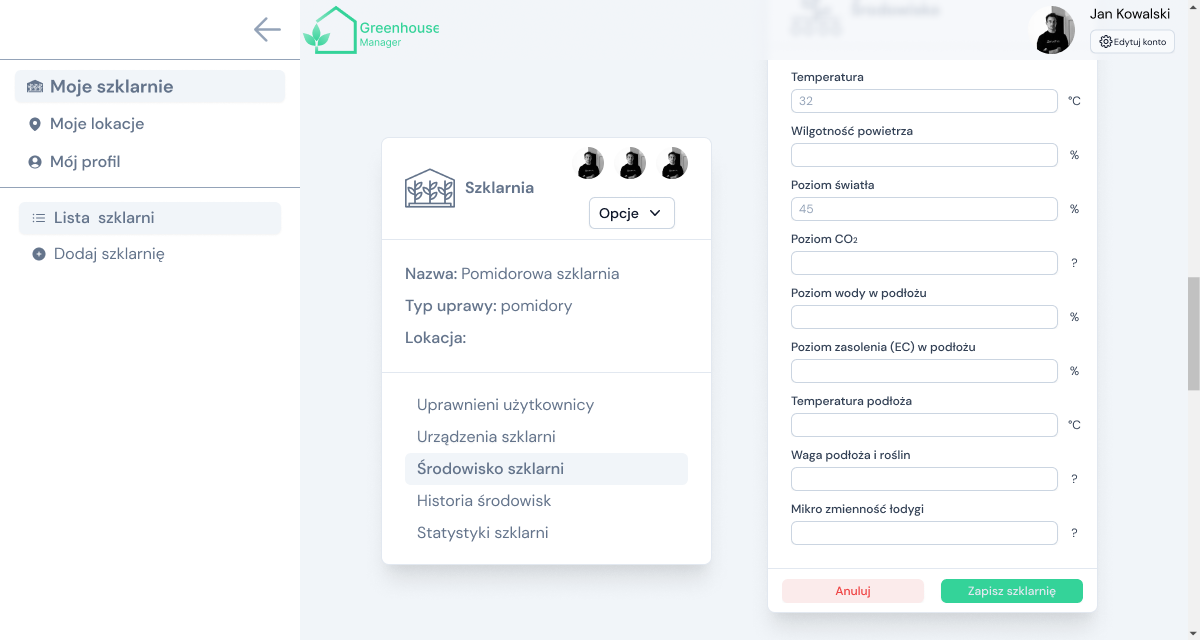 Greenhouse
Manager
Jan Kowalski
Edytuj konto
Moje szklarnie
Moje lokacje
Mój profil
Lista szklarni
Dodaj szklarnię
Szklarnia
Opcje
Nazwa: Pomidorowa szklarnia
Typ uprawy: pomidory
Lokacja:
Uprawnieni użytkownicy
Urządzenia szklarni
Środowisko szklarni
Historia środowisk
Statystyki szklarni
Środowisko
Temperatura
32 °C
Wilgotność powietrza
%
Poziom światła
45 %
Poziom CO₂
?
Poziom wody w podłożu
%
Poziom zasolenia (EC) w podłożu
%
Temperatura podłoża
°C
Waga podłoża i roślin
?
Mikro zmienność łodygi
?
Anuluj
Zapisz szklarnię